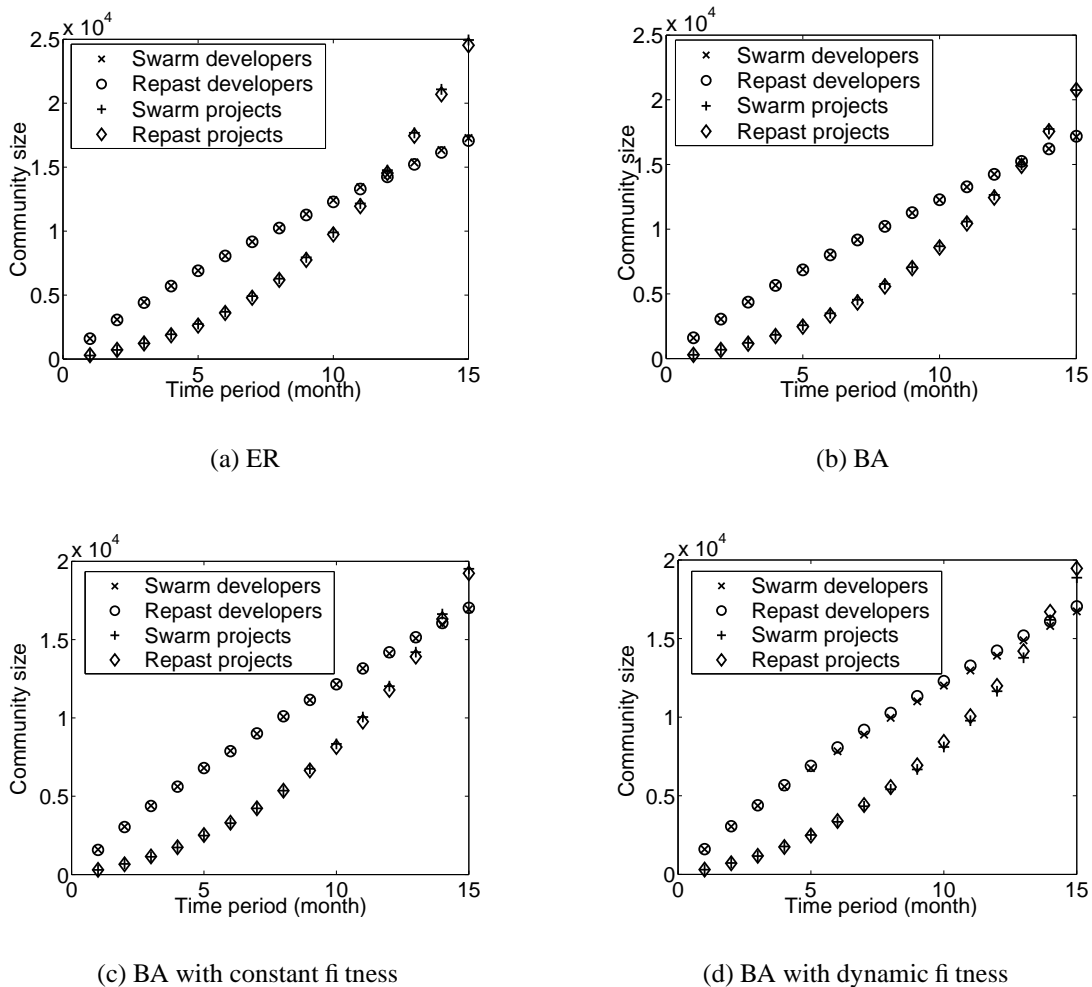 x 10^4
2.5
2
1.5
1
0.5
0
0 5 10 15
Community size
Time period (month)
Swarm developers
Repast developers
Swarm projects
Repast projects
(a) ER
x 10^4
2.5
2
1.5
1
0.5
0
0 5 10 15
Community size
Time period (month)
Swarm developers
Repast developers
Swarm projects
Repast projects
(b) BA
x 10^4
2
1.5
1
0.5
0
0 5 10 15
Community size
Time period (month)
Swarm developers
Repast developers
Swarm projects
Repast projects
(c) BA with constant fi tness
x 10^4
2
1.5
1
0.5
0
0 5 10 15
Community size
Time period (month)
Swarm developers
Repast developers
Swarm projects
Repast projects
(d) BA with dynamic fi tness